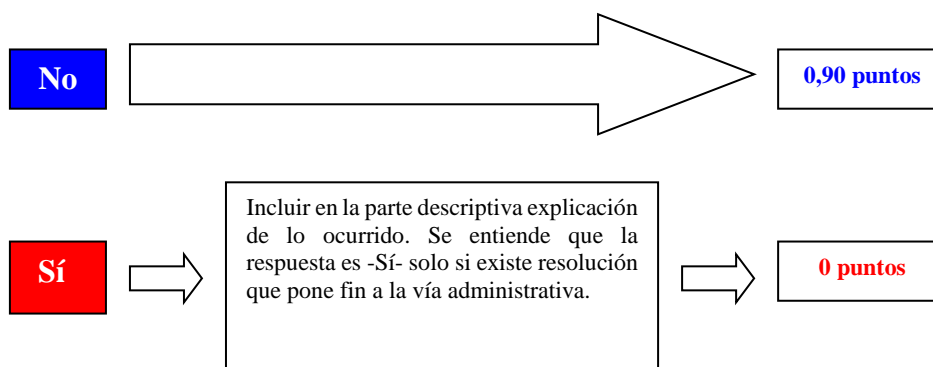 No
0,90 puntos
Incluir en la parte descriptiva explicación
de lo ocurrido. Se entiende que la
respuesta es -Sí- solo si existe resolución
que pone fin a la vía administrativa.
Sí
0 puntos